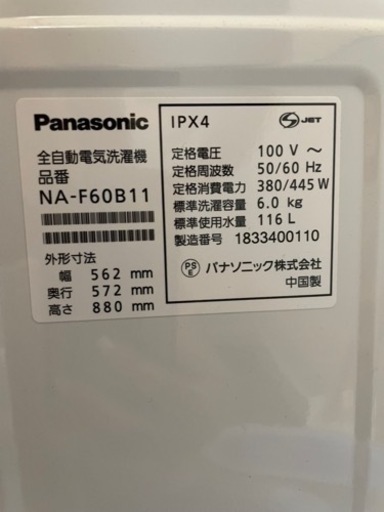 Panasonic
全自動電気洗濯機
品番
NA-F60B11
外形寸法
幅 562 mm
奥行 572 mm
高さ 880 mm
IPX4
S JET
定格電圧 100 V ～
定格周波数 50/60 Hz
定格消費電力 380/445 W
標準洗濯容量 6.0 kg
標準使用水量 116 L
製造番号 1833400110
PS E パナソニック株式会社
中国製